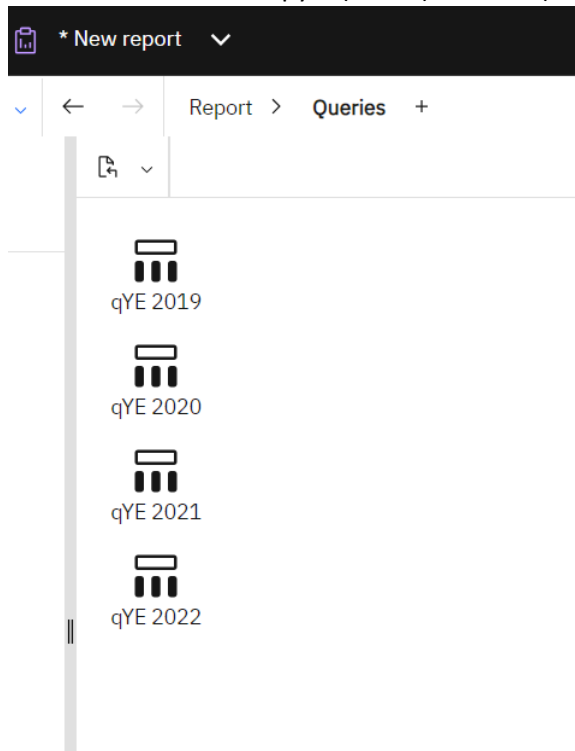 * New report
Report > Queries +
qYE 2019
qYE 2020
qYE 2021
qYE 2022